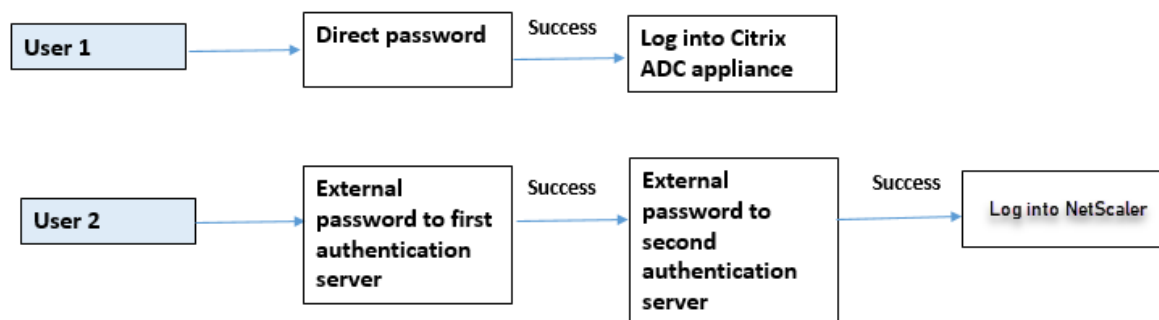 User 1
Direct password
Success
Log into Citrix
ADC appliance
User 2
External
password to first
authentication
server
Success
External
password to
second
authentication
server
Success
Log into NetScaler